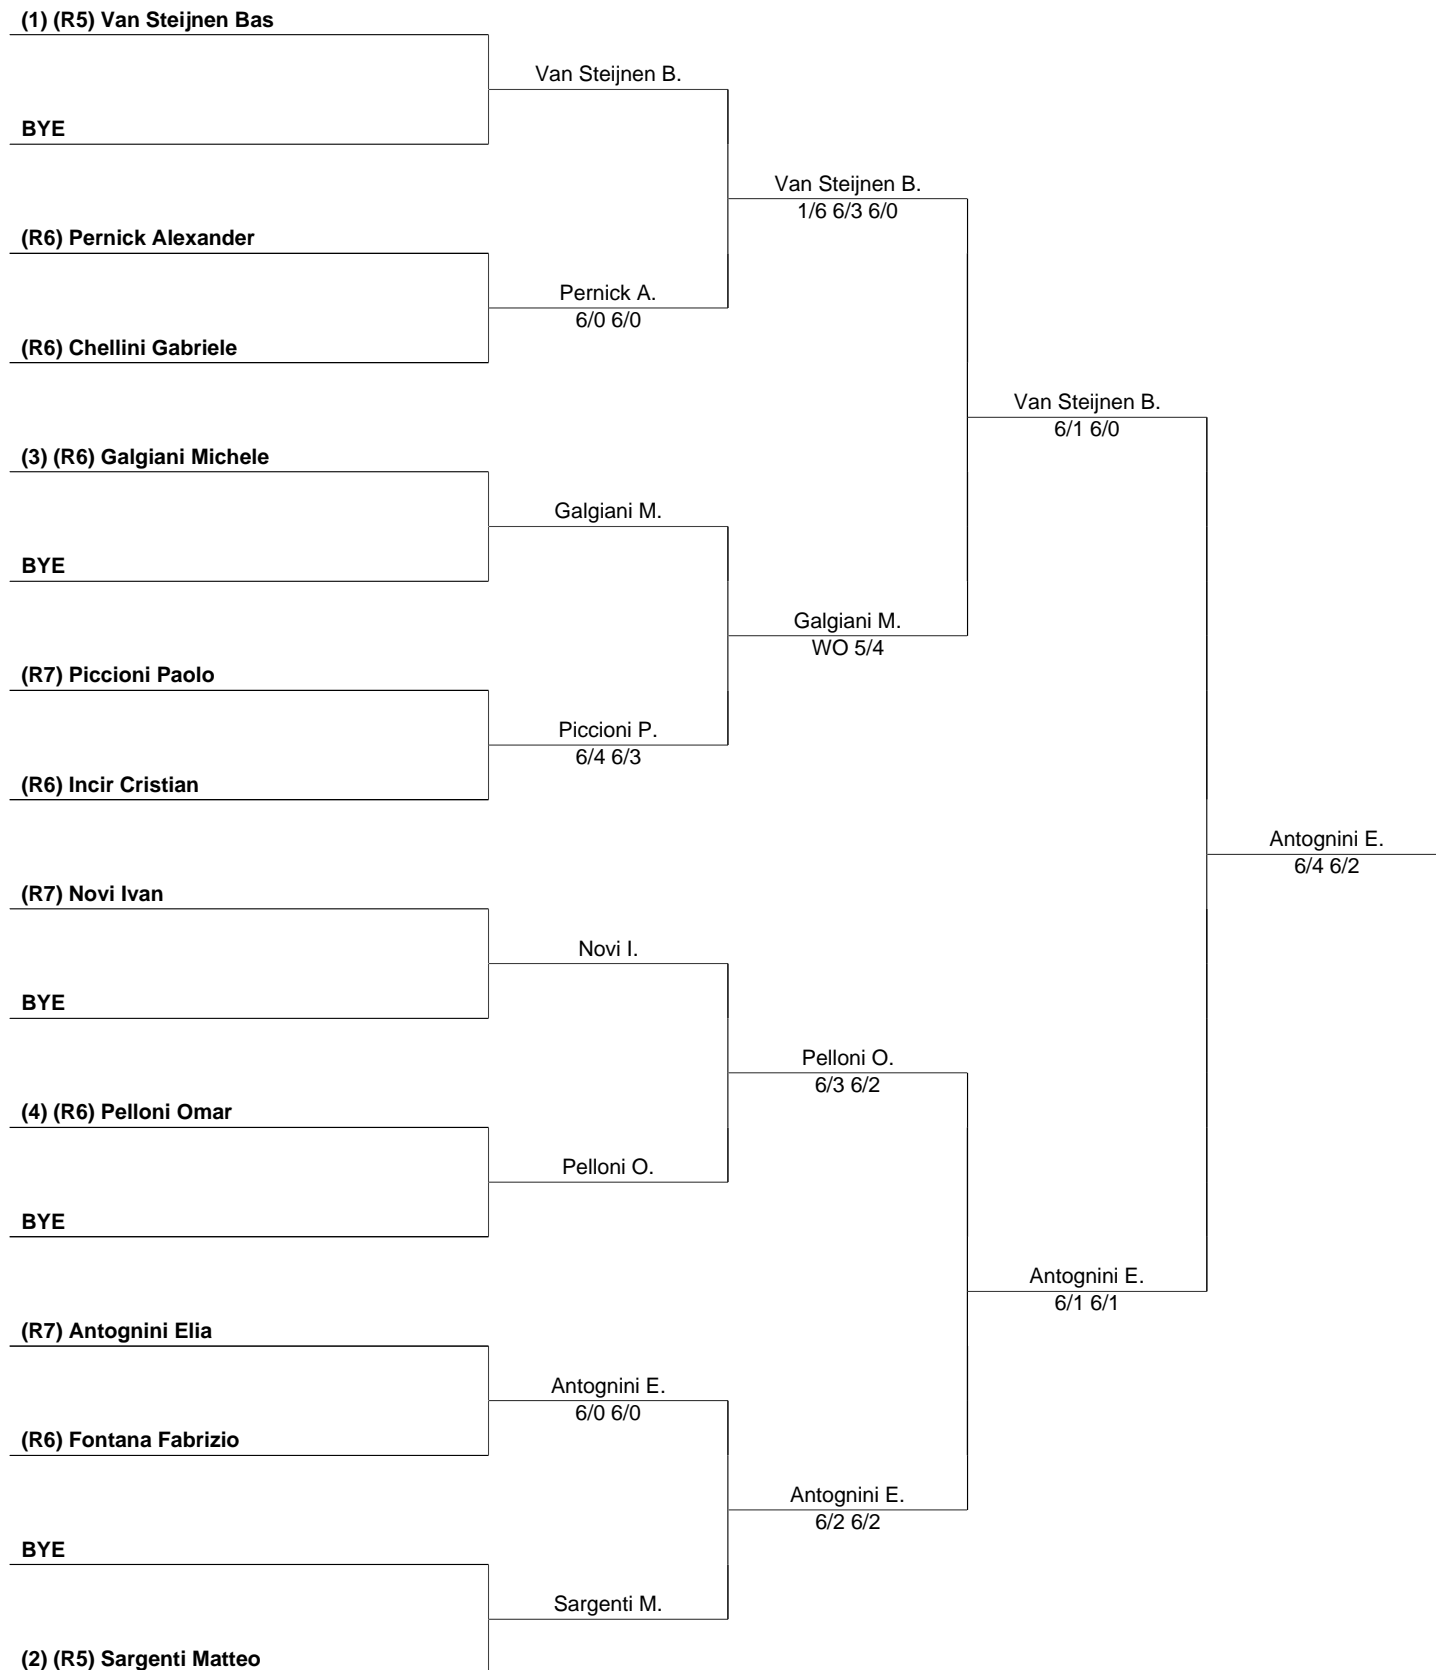 (1) (R5) Van Steijnen Bas
Van Steijnen B.
BYE
Van Steijnen B.
1/6 6/3 6/0
(R6) Pernick Alexander
Pernick A.
6/0 6/0
(R6) Chellini Gabriele
Van Steijnen B.
6/1 6/0
(3) (R6) Galgiani Michele
Galgiani M.
BYE
Galgiani M.
WO 5/4
(R7) Piccioni Paolo
Piccioni P.
6/4 6/3
(R6) Incir Cristian
Antognini E.
6/4 6/2
(R7) Novi Ivan
Novi I.
BYE
Pelloni O.
6/3 6/2
(4) (R6) Pelloni Omar
Pelloni O.
BYE
Antognini E.
6/1 6/1
(R7) Antognini Elia
Antognini E.
6/0 6/0
(R6) Fontana Fabrizio
Antognini E.
6/2 6/2
BYE
Sargenti M.
(2) (R5) Sargenti Matteo